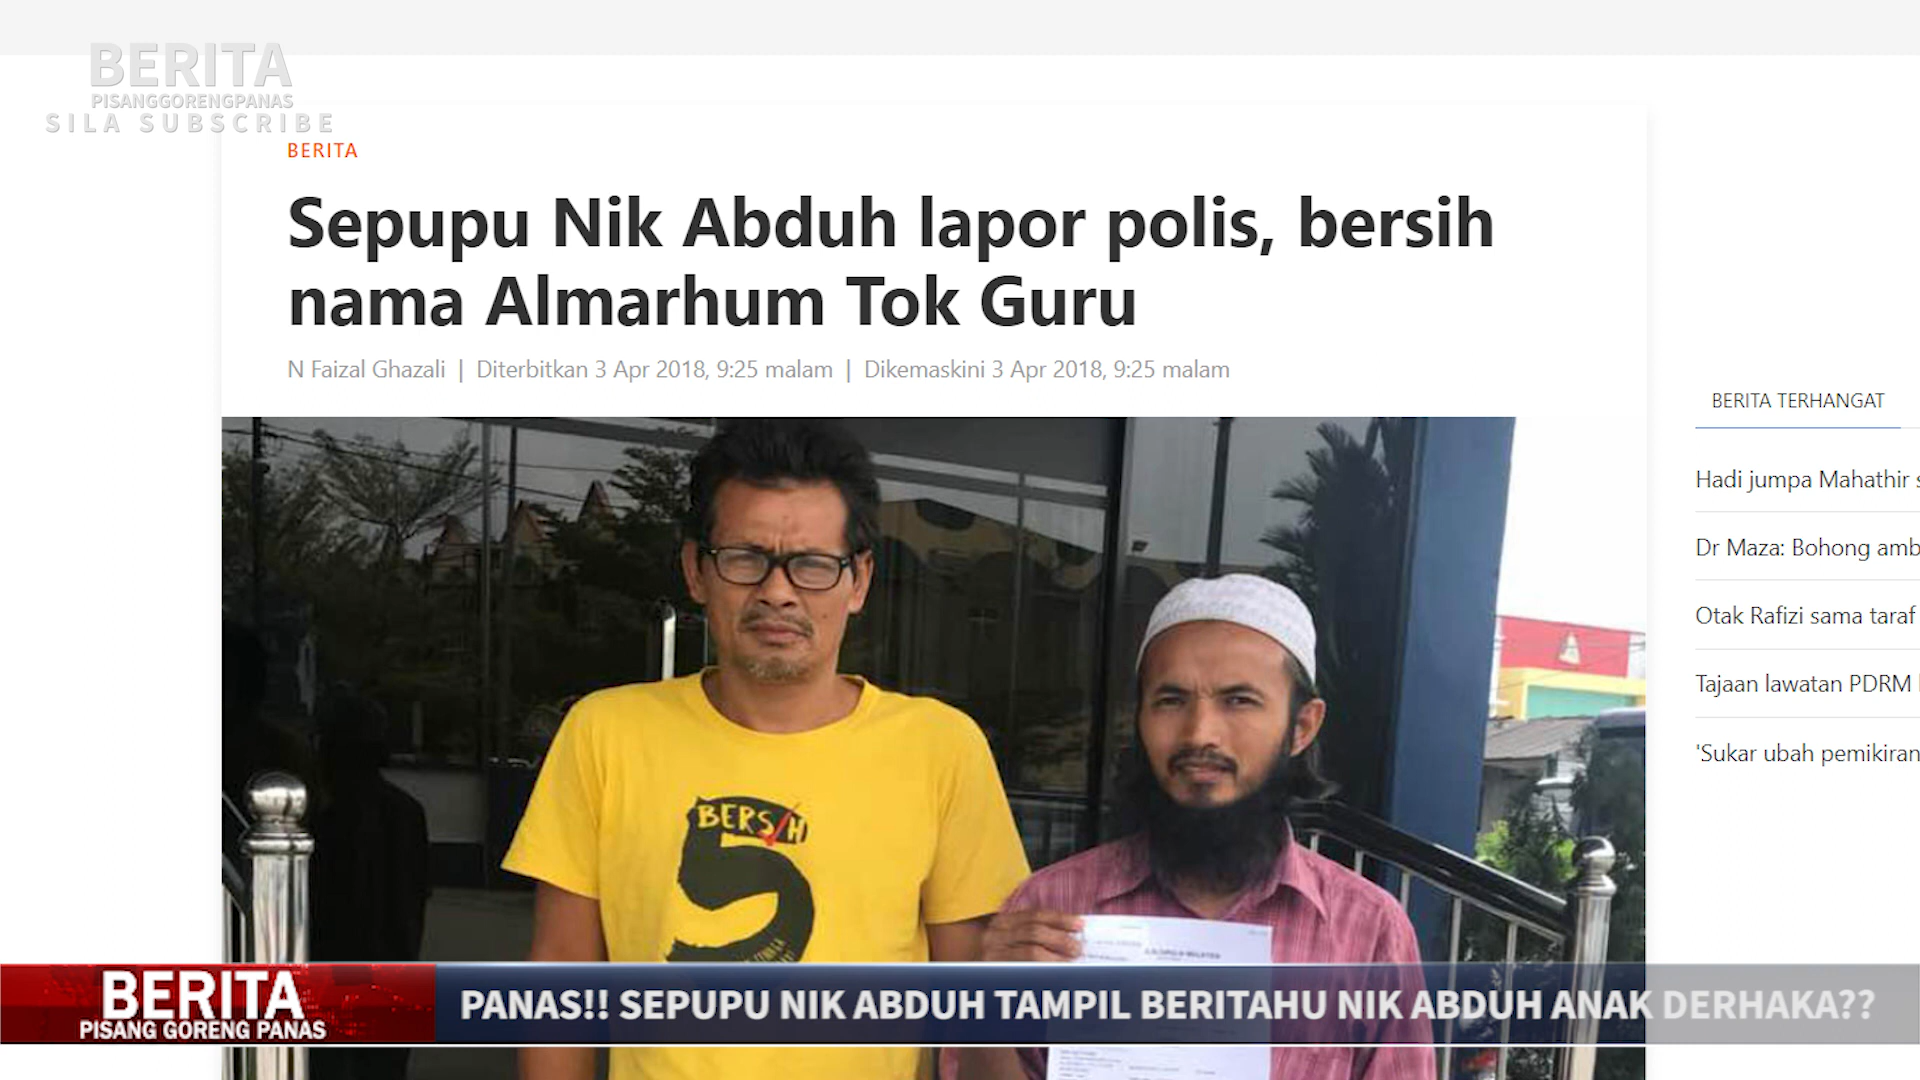 BERITA
PISANGGORENGPANAS
SILA SUBSCRIBE
BERITA
Sepupu Nik Abduh lapor polis, bersih
nama Almarhum Tok Guru
N Faizal Ghazali | Diterbitkan 3 Apr 2018, 9:25 malam | Dikemaskini 3 Apr 2018, 9:25 malam
BERITA TERHANGAT
Hadi jumpa Mahathir s
Dr Maza: Bohong amb
Otak Rafizi sama taraf
Tajaan lawatan PDRM
'Sukar ubah pemikiran
BERSIH
5
BERITA
PISANG GORENG PANAS
PANAS!! SEPUPU NIK ABDUH TAMPIL BERITAHU NIK ABDUH ANAK DERHAKA??